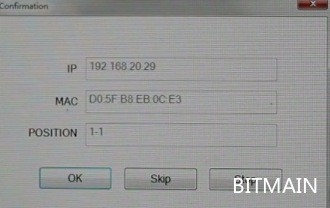 Confirmation
IP 192.168.20.29
MAC D0:5F:B8:EB:0C:E3
POSITION 1-1
OK Skip
BITMAIN